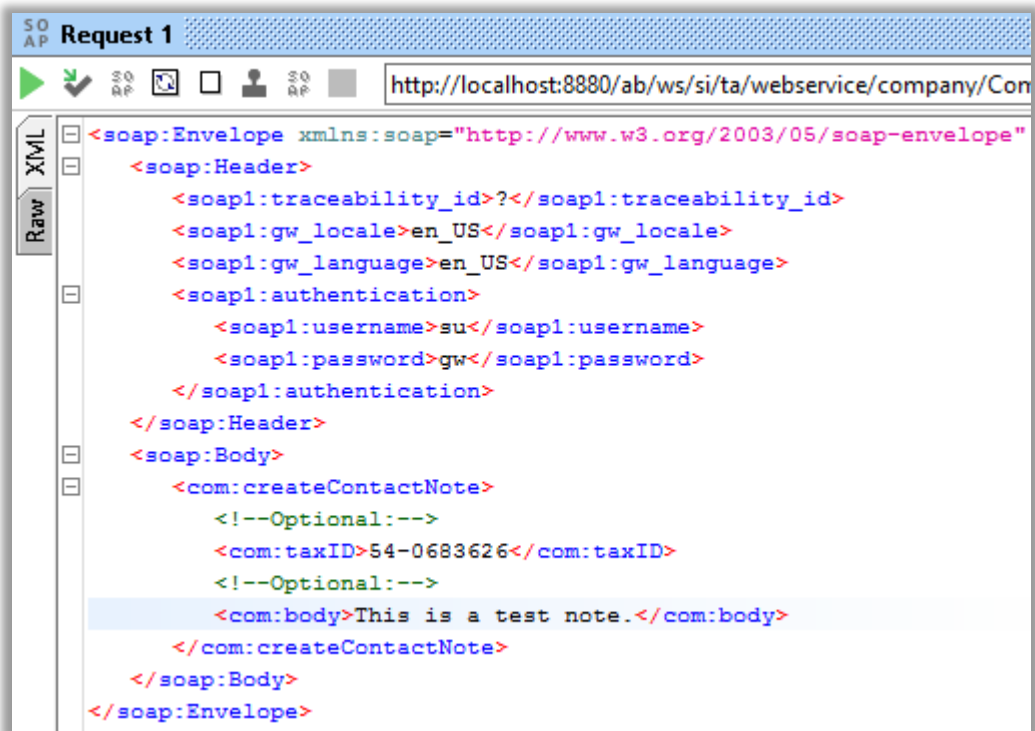 SO AP Request 1
SO AP SO AP http://localhost:8880/ab/ws/si/ta/webservice/company/Com
XML
Raw
<soap:Envelope xmlns:soap="http://www.w3.org/2003/05/soap-envelope"
<soap:Header>
<soap1:traceability_id>?</soap1:traceability_id>
<soap1:gw_locale>en_US</soap1:gw_locale>
<soap1:gw_language>en_US</soap1:gw_language>
<soap1:authentication>
<soap1:username>su</soap1:username>
<soap1:password>gw</soap1:password>
</soap1:authentication>
</soap:Header>
<soap:Body>
<com:createContactNote>
<!--Optional:-->
<com:taxID>54-0683626</com:taxID>
<!--Optional:-->
<com:body>This is a test note.</com:body>
</com:createContactNote>
</soap:Body>
</soap:Envelope>